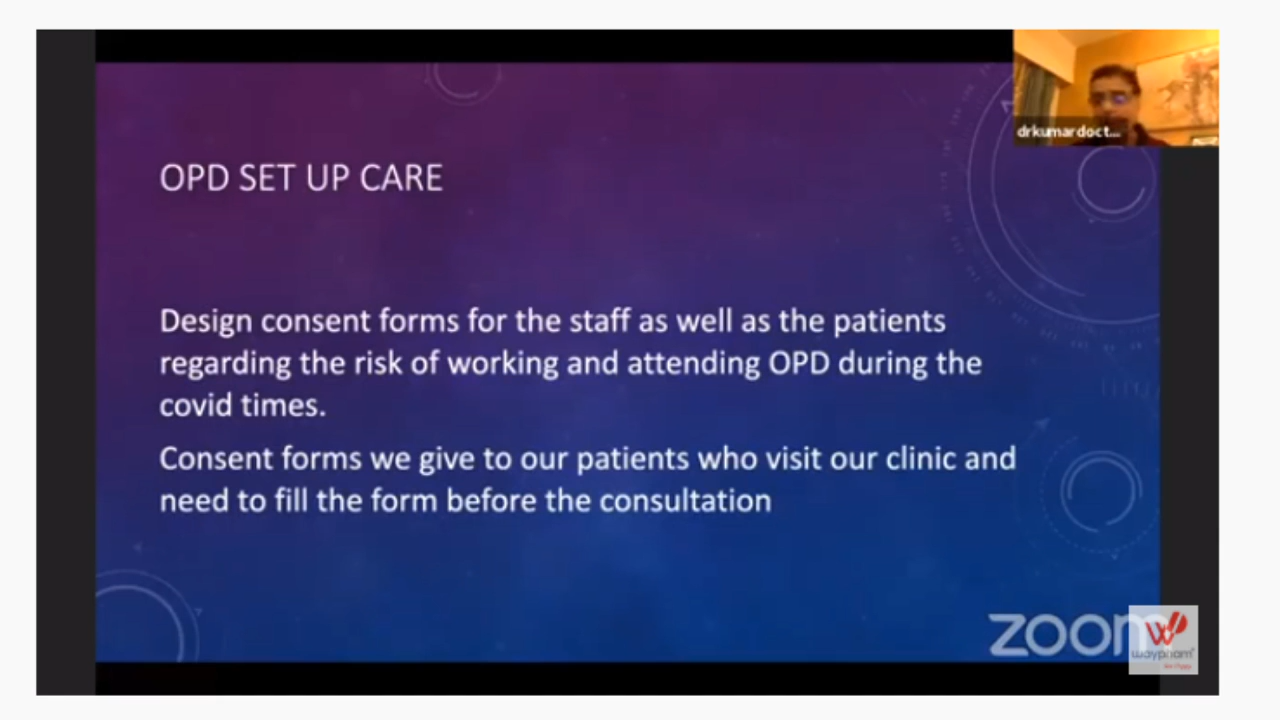 drkumardoct...
OPD SET UP CARE
Design consent forms for the staff as well as the patients
regarding the risk of working and attending OPD during the
covid times.
Consent forms we give to our patients who visit our clinic and
need to fill the form before the consultation
zoom